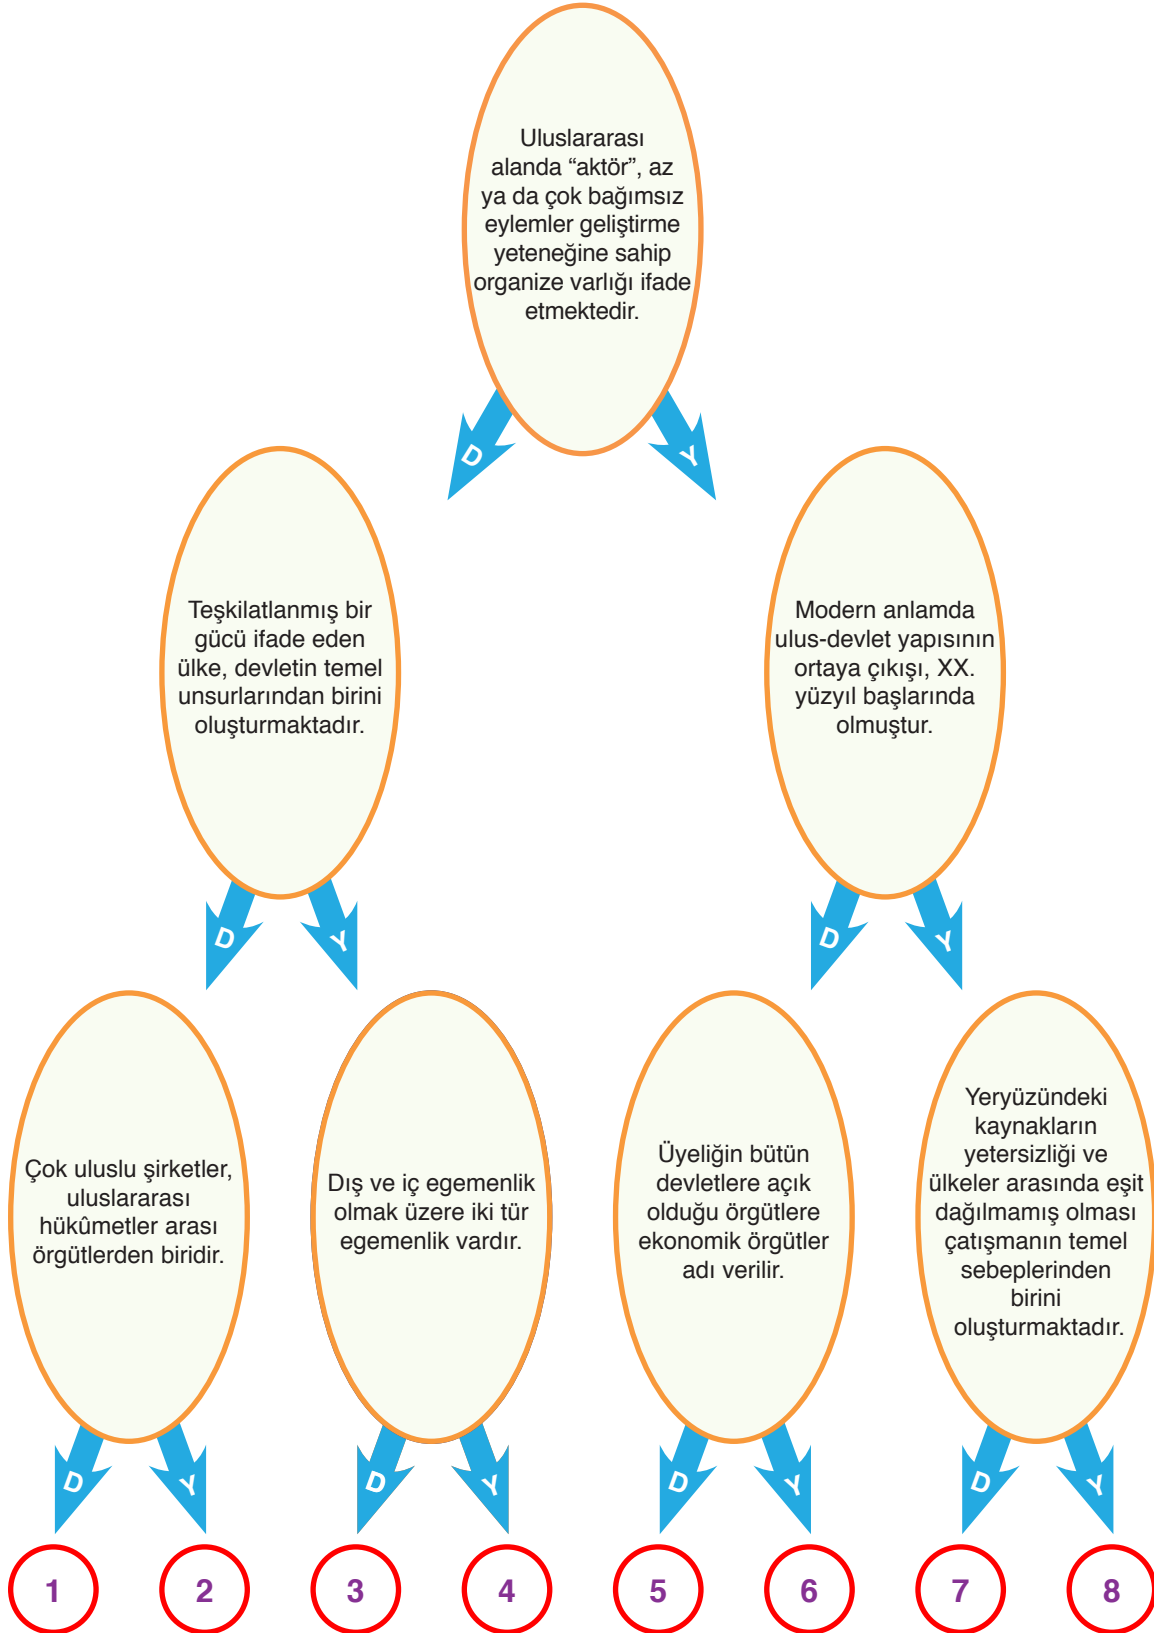 Uluslararası
alanda “aktör”, az
ya da çok bağımsız
eylemler geliştirme
yeteneğine sahip
organize varlığı ifade
etmektedir.
D
Y
Teşkilatlanmış bir
gücü ifade eden
ülke, devletin temel
unsurlarından birini
oluşturmaktadır.
Modern anlamda
ulus-devlet yapısının
ortaya çıkışı, XX.
yüzyıl başlarında
olmuştur.
D
Y
D
Y
Çok uluslu şirketler,
uluslararası
hükûmetler arası
örgütlerden biridir.
Dış ve iç egemenlik
olmak üzere iki tür
egemenlik vardır.
Üyeliğin bütün
devletlere açık
olduğu örgütlere
ekonomik örgütler
adı verilir.
Yeryüzündeki
kaynakların
yetersizliği ve
ülkeler arasında eşit
dağılmamış olması
çatışmanın temel
sebeplerinden
birini
oluşturmaktadır.
D
Y
D
Y
D
Y
D
Y
1
2
3
4
5
6
7
8